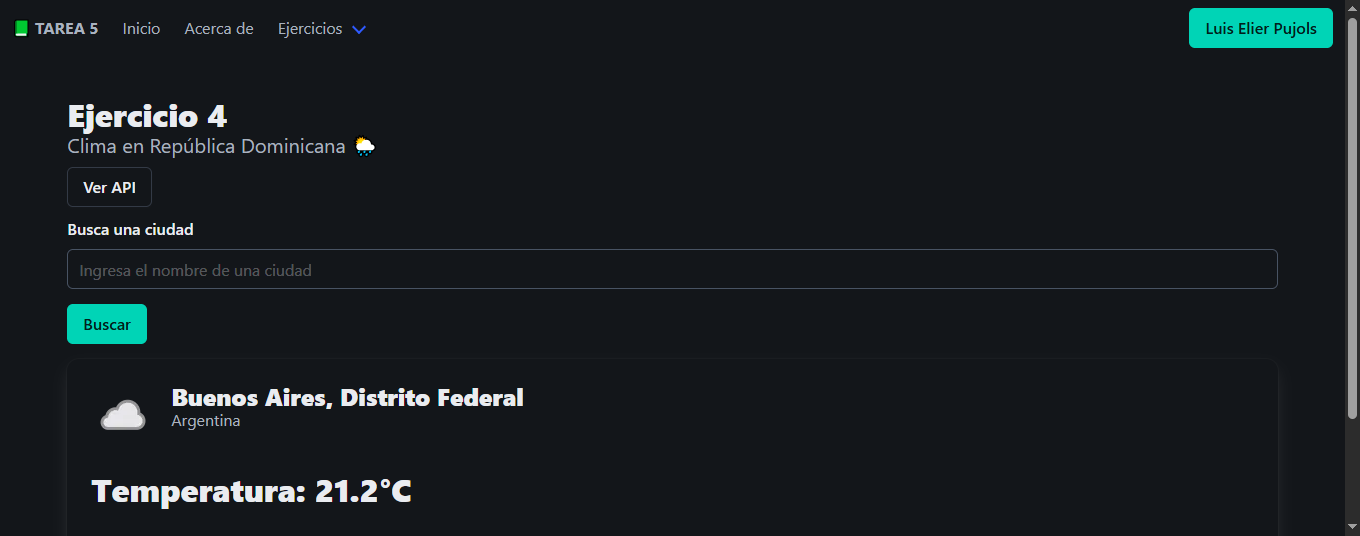 TAREA 5 Inicio Acerca de Ejercicios Luis Elier Pujols
Ejercicio 4
Clima en República Dominicana
Ver API
Busca una ciudad
Ingresa el nombre de una ciudad
Buscar
Buenos Aires, Distrito Federal
Argentina
Temperatura: 21.2°C